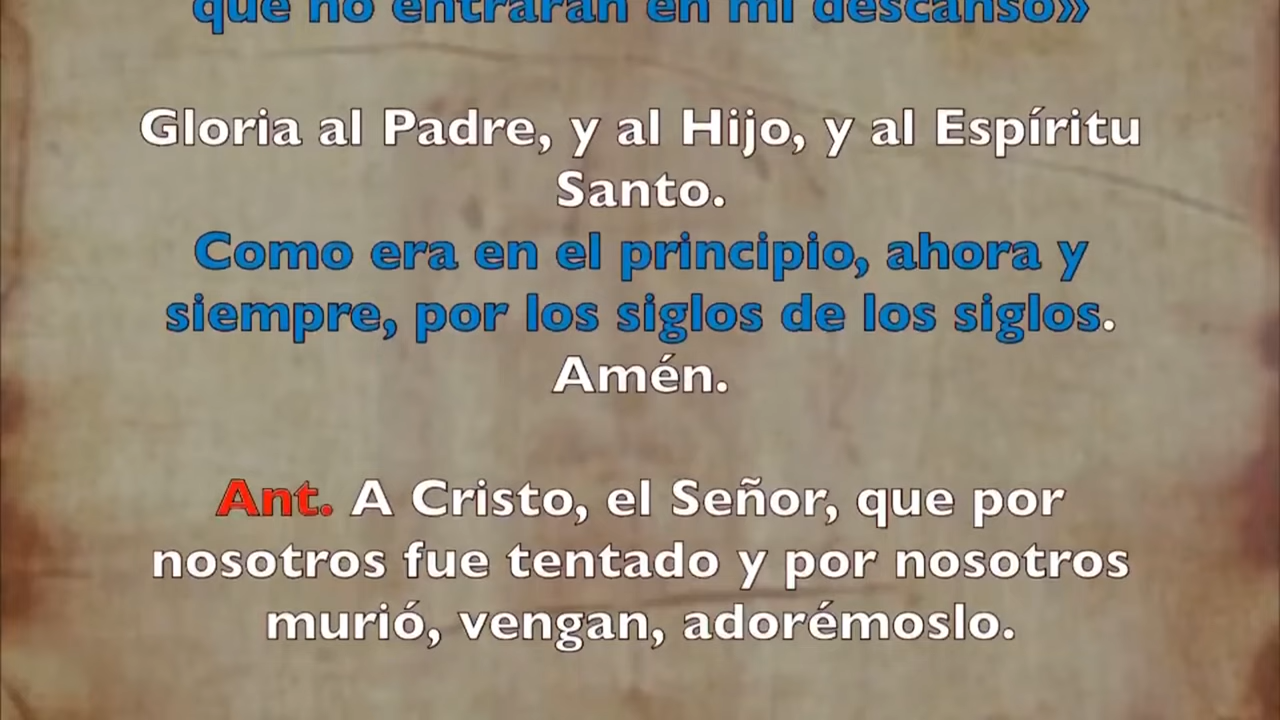 que no entrarán en mi descanso»
Gloria al Padre, y al Hijo, y al Espíritu
Santo.
Como era en el principio, ahora y
siempre, por los siglos de los siglos.
Amén.
Ant. A Cristo, el Señor, que por
nosotros fue tentado y por nosotros
murió, vengan, adorémoslo.